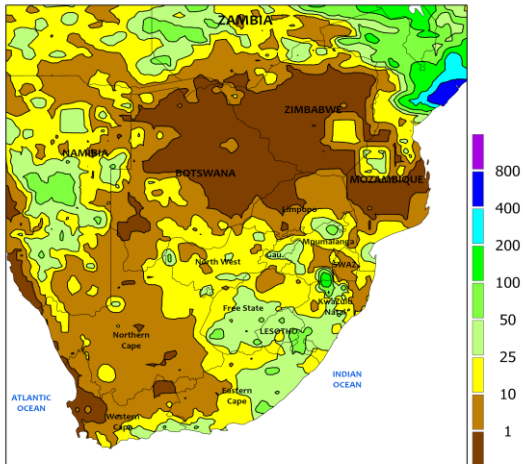 ZAMBIA
ZIMBABWE
NAMIBIA
BOTSWANA
MOZAMBIQUE
Limpopo
Mpumalanga
Gau.
North West
SWAZ.
Free State
KwaZulu
Natal
LESOTHO
Northern
Cape
Eastern
Cape
Western
Cape
ATLANTIC
OCEAN
INDIAN
OCEAN
800
400
200
100
50
25
10
1